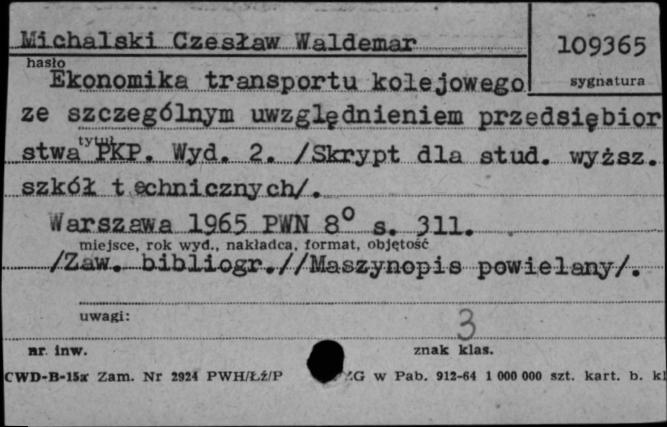 Michalski Czesław Waldemar
109365
hasło
sygnatura
Ekonomika transportu kolejowego
ze szczególnym uwzględnieniem przedsiębior
tytuł
stwa PKP. Wyd. 2. /Skrypt dla stud. wyższ.
szkół technicznych/.
Warszawa 1965 PWN 8° s. 311.
miejsce, rok wyd., nakładca, format, objętość
/Zaw. bibliogr.//Maszynopis powielany/.
uwagi:
3
nr. inw.
znak klas.
CWD-B-15a Zam. Nr 2924 PWH/Łź/P ZG w Pab. 912-64 1 000 000 szt. kart. b. kl